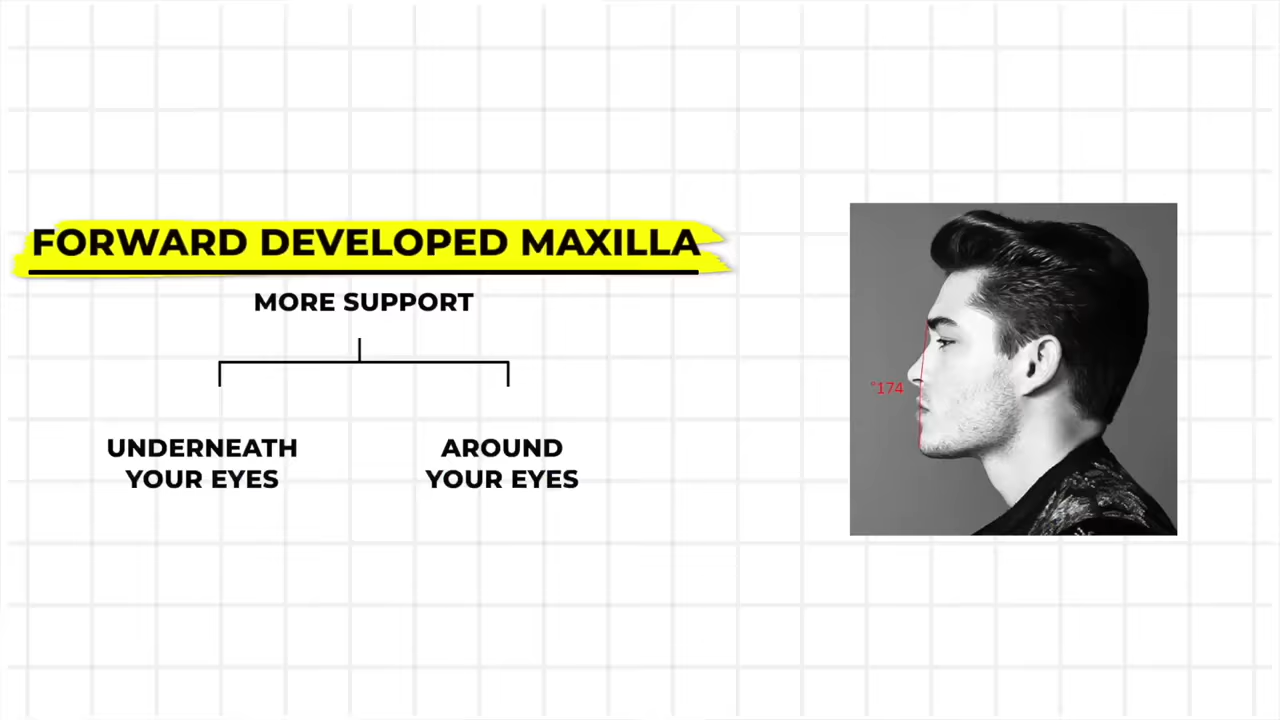 FORWARD DEVELOPED MAXILLA
MORE SUPPORT
UNDERNEATH
YOUR EYES
AROUND
YOUR EYES
°174